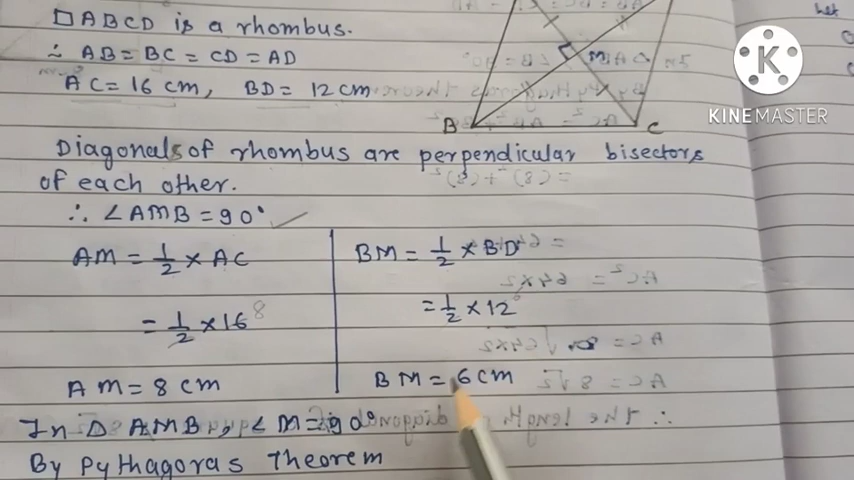 □ABCD is a rhombus.
∴ AB = BC = CD = AD
AC = 16 cm, BD = 12 cm
M
B
C
K
KINEMASTER
Diagonals of rhombus are perpendicular bisectors
of each other.
∴ ∠AMB = 90°
AM = 1/2 × AC
= 1/2 × 16 8
AM = 8 cm
BM = 1/2 × BD
= 1/2 × 12
BM = 6 cm
In Δ AMB, ∠M = 90°
By Pythagoras Theorem